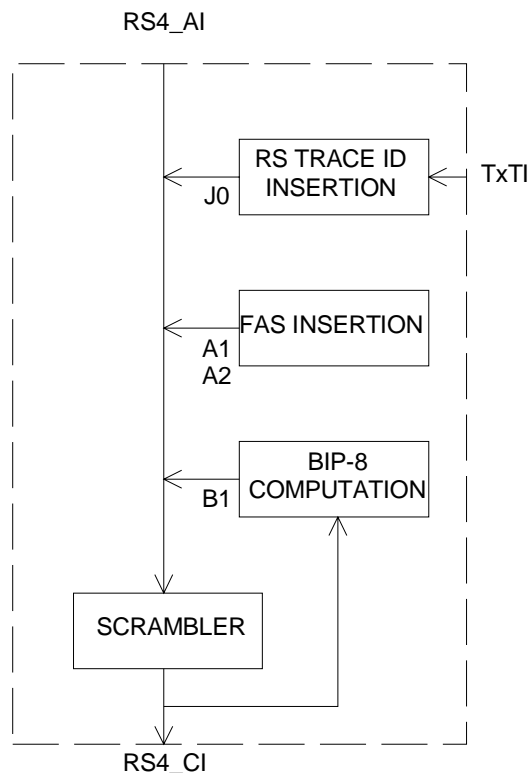 RS4_AI
RS TRACE ID
INSERTION
TxTI
J0
FAS INSERTION
A1
A2
BIP-8
COMPUTATION
B1
SCRAMBLER
RS4_CI